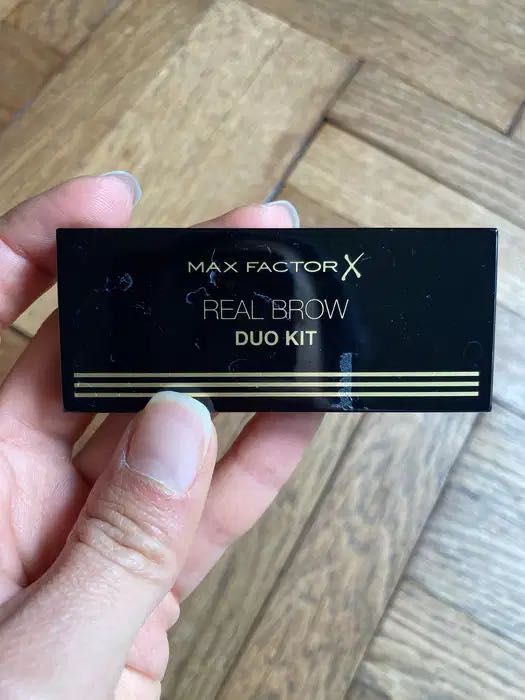 MAX FACTOR X
REAL BROW
DUO KIT